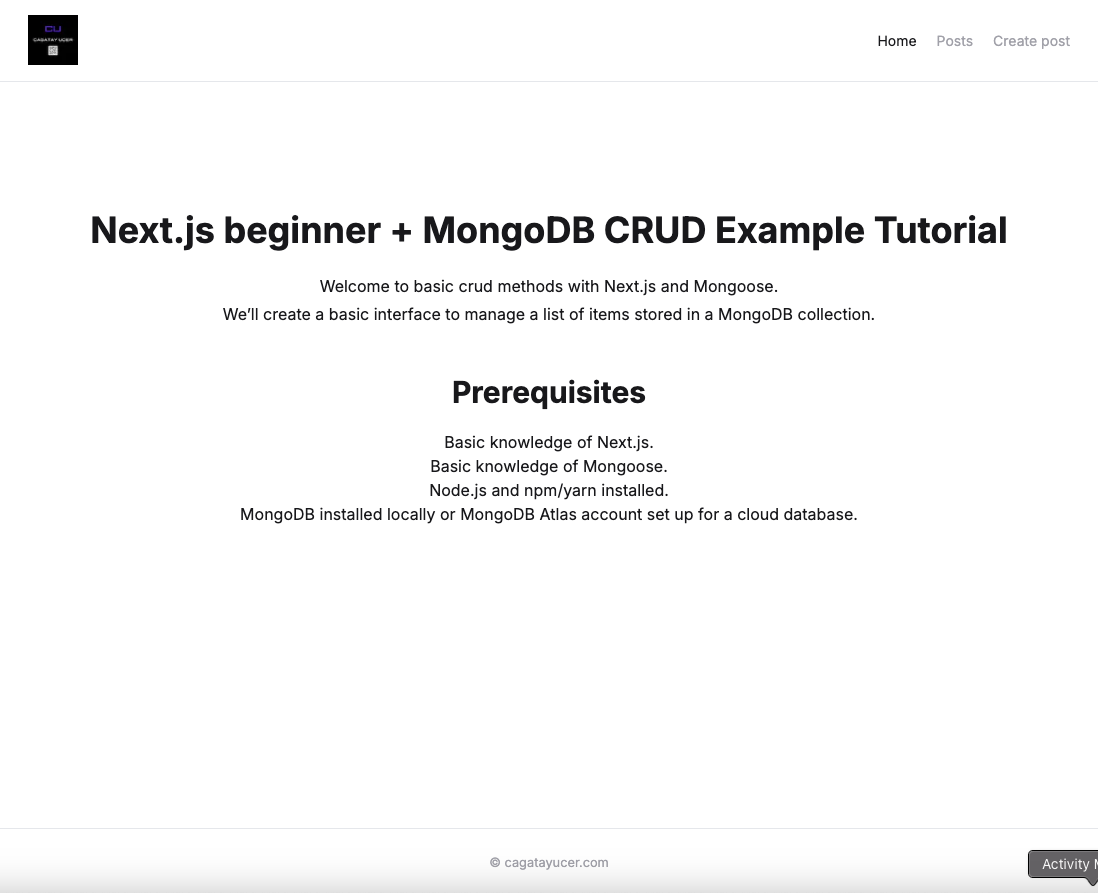 CU
CAGATAY UCER
Home Posts Create post
Next.js beginner + MongoDB CRUD Example Tutorial
Welcome to basic crud methods with Next.js and Mongoose.
We’ll create a basic interface to manage a list of items stored in a MongoDB collection.
Prerequisites
Basic knowledge of Next.js.
Basic knowledge of Mongoose.
Node.js and npm/yarn installed.
MongoDB installed locally or MongoDB Atlas account set up for a cloud database.
© cagatayucer.com
Activity